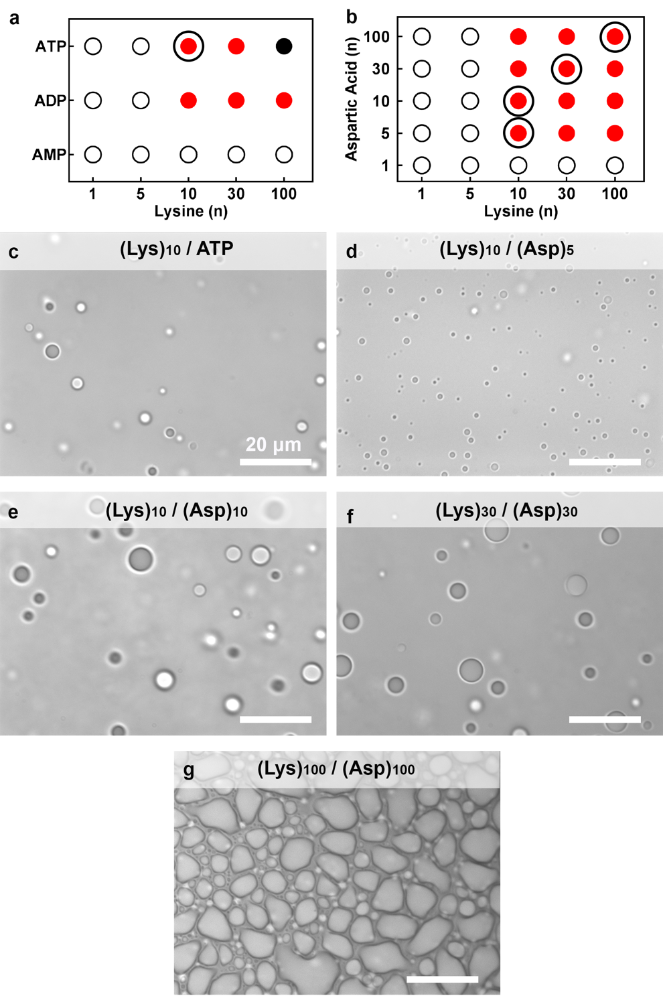 a
ATP
ADP
AMP
1 5 10 30 100
Lysine (n)
b
Aspartic Acid (n)
100
30
10
5
1
1 5 10 30 100
Lysine (n)
c (Lys)10 / ATP
20 µm
d (Lys)10 / (Asp)5
e (Lys)10 / (Asp)10
f (Lys)30 / (Asp)30
g (Lys)100 / (Asp)100